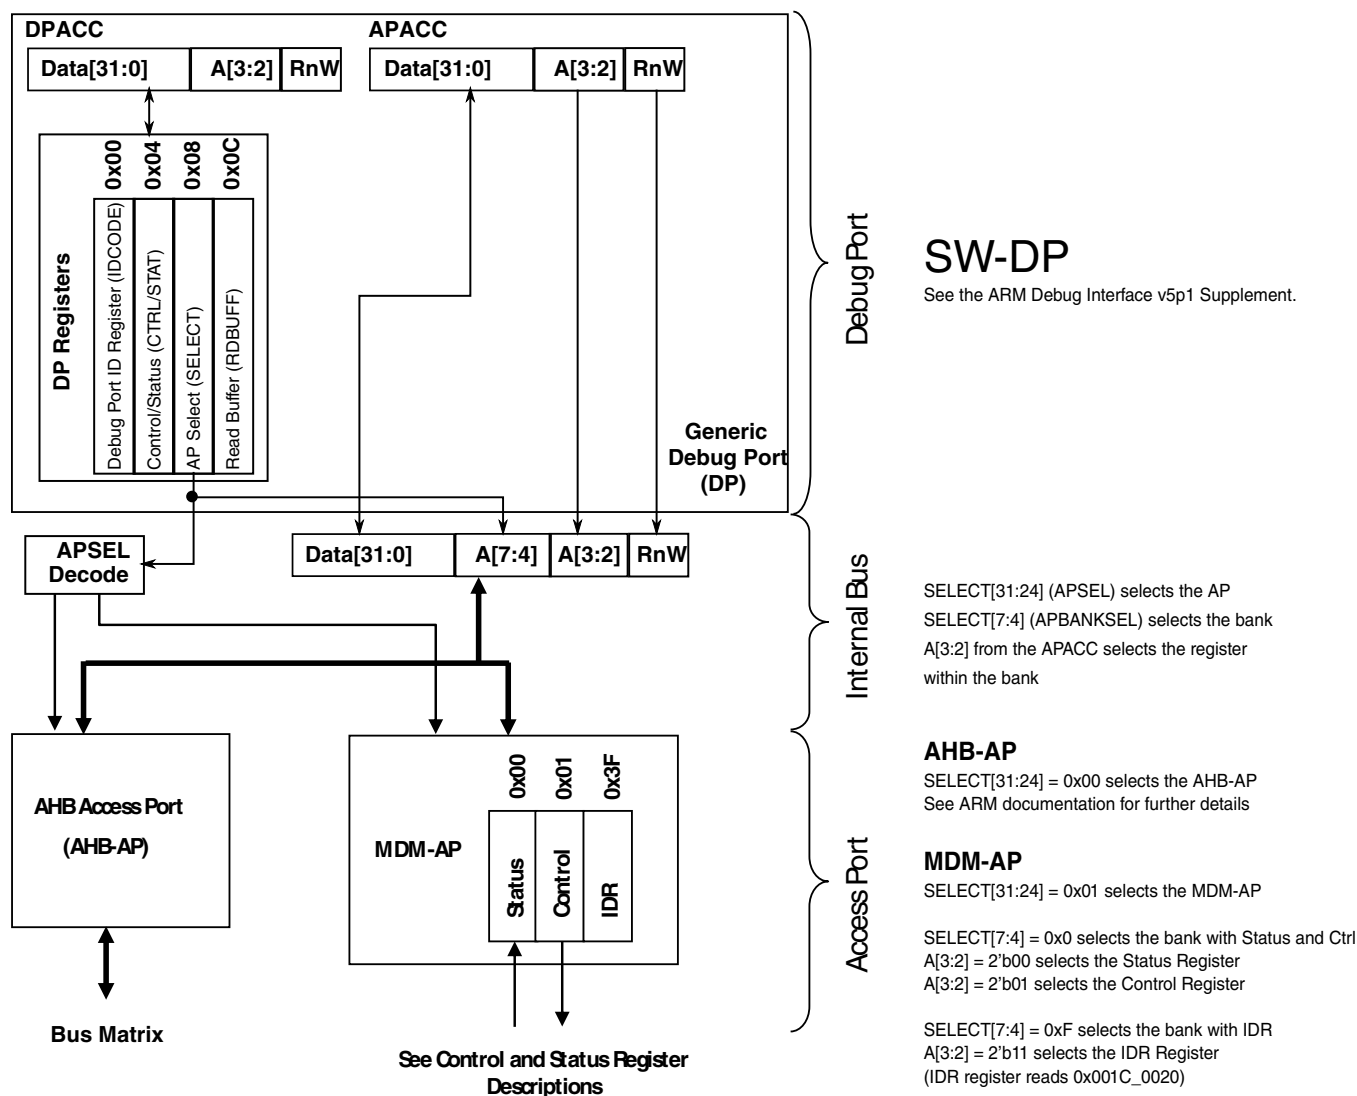 DPACC
Data[31:0] A[3:2] RnW
APACC
Data[31:0] A[3:2] RnW
DP Registers
0x00
0x04
0x08
0x0C
Debug Port ID Register (IDCODE)
Control/Status (CTRL/STAT)
AP Select (SELECT)
Read Buffer (RDBUFF)
Generic
Debug Port
(DP)
Debug Port
SW-DP
See the ARM Debug Interface v5p1 Supplement.
APSEL
Decode
Data[31:0] A[7:4] A[3:2] RnW
Internal Bus
SELECT[31:24] (APSEL) selects the AP
SELECT[7:4] (APBANKSEL) selects the bank
A[3:2] from the APACC selects the register
within the bank
AHB Access Port
(AHB-AP)
Bus Matrix
MDM-AP
0x00
0x01
0x3F
Status
Control
IDR
See Control and Status Register
Descriptions
Access Port
AHB-AP
SELECT[31:24] = 0x00 selects the AHB-AP
See ARM documentation for further details
MDM-AP
SELECT[31:24] = 0x01 selects the MDM-AP
SELECT[7:4] = 0x0 selects the bank with Status and Ctrl
A[3:2] = 2’b00 selects the Status Register
A[3:2] = 2’b01 selects the Control Register
SELECT[7:4] = 0xF selects the bank with IDR
A[3:2] = 2’b11 selects the IDR Register
(IDR register reads 0x001C_0020)